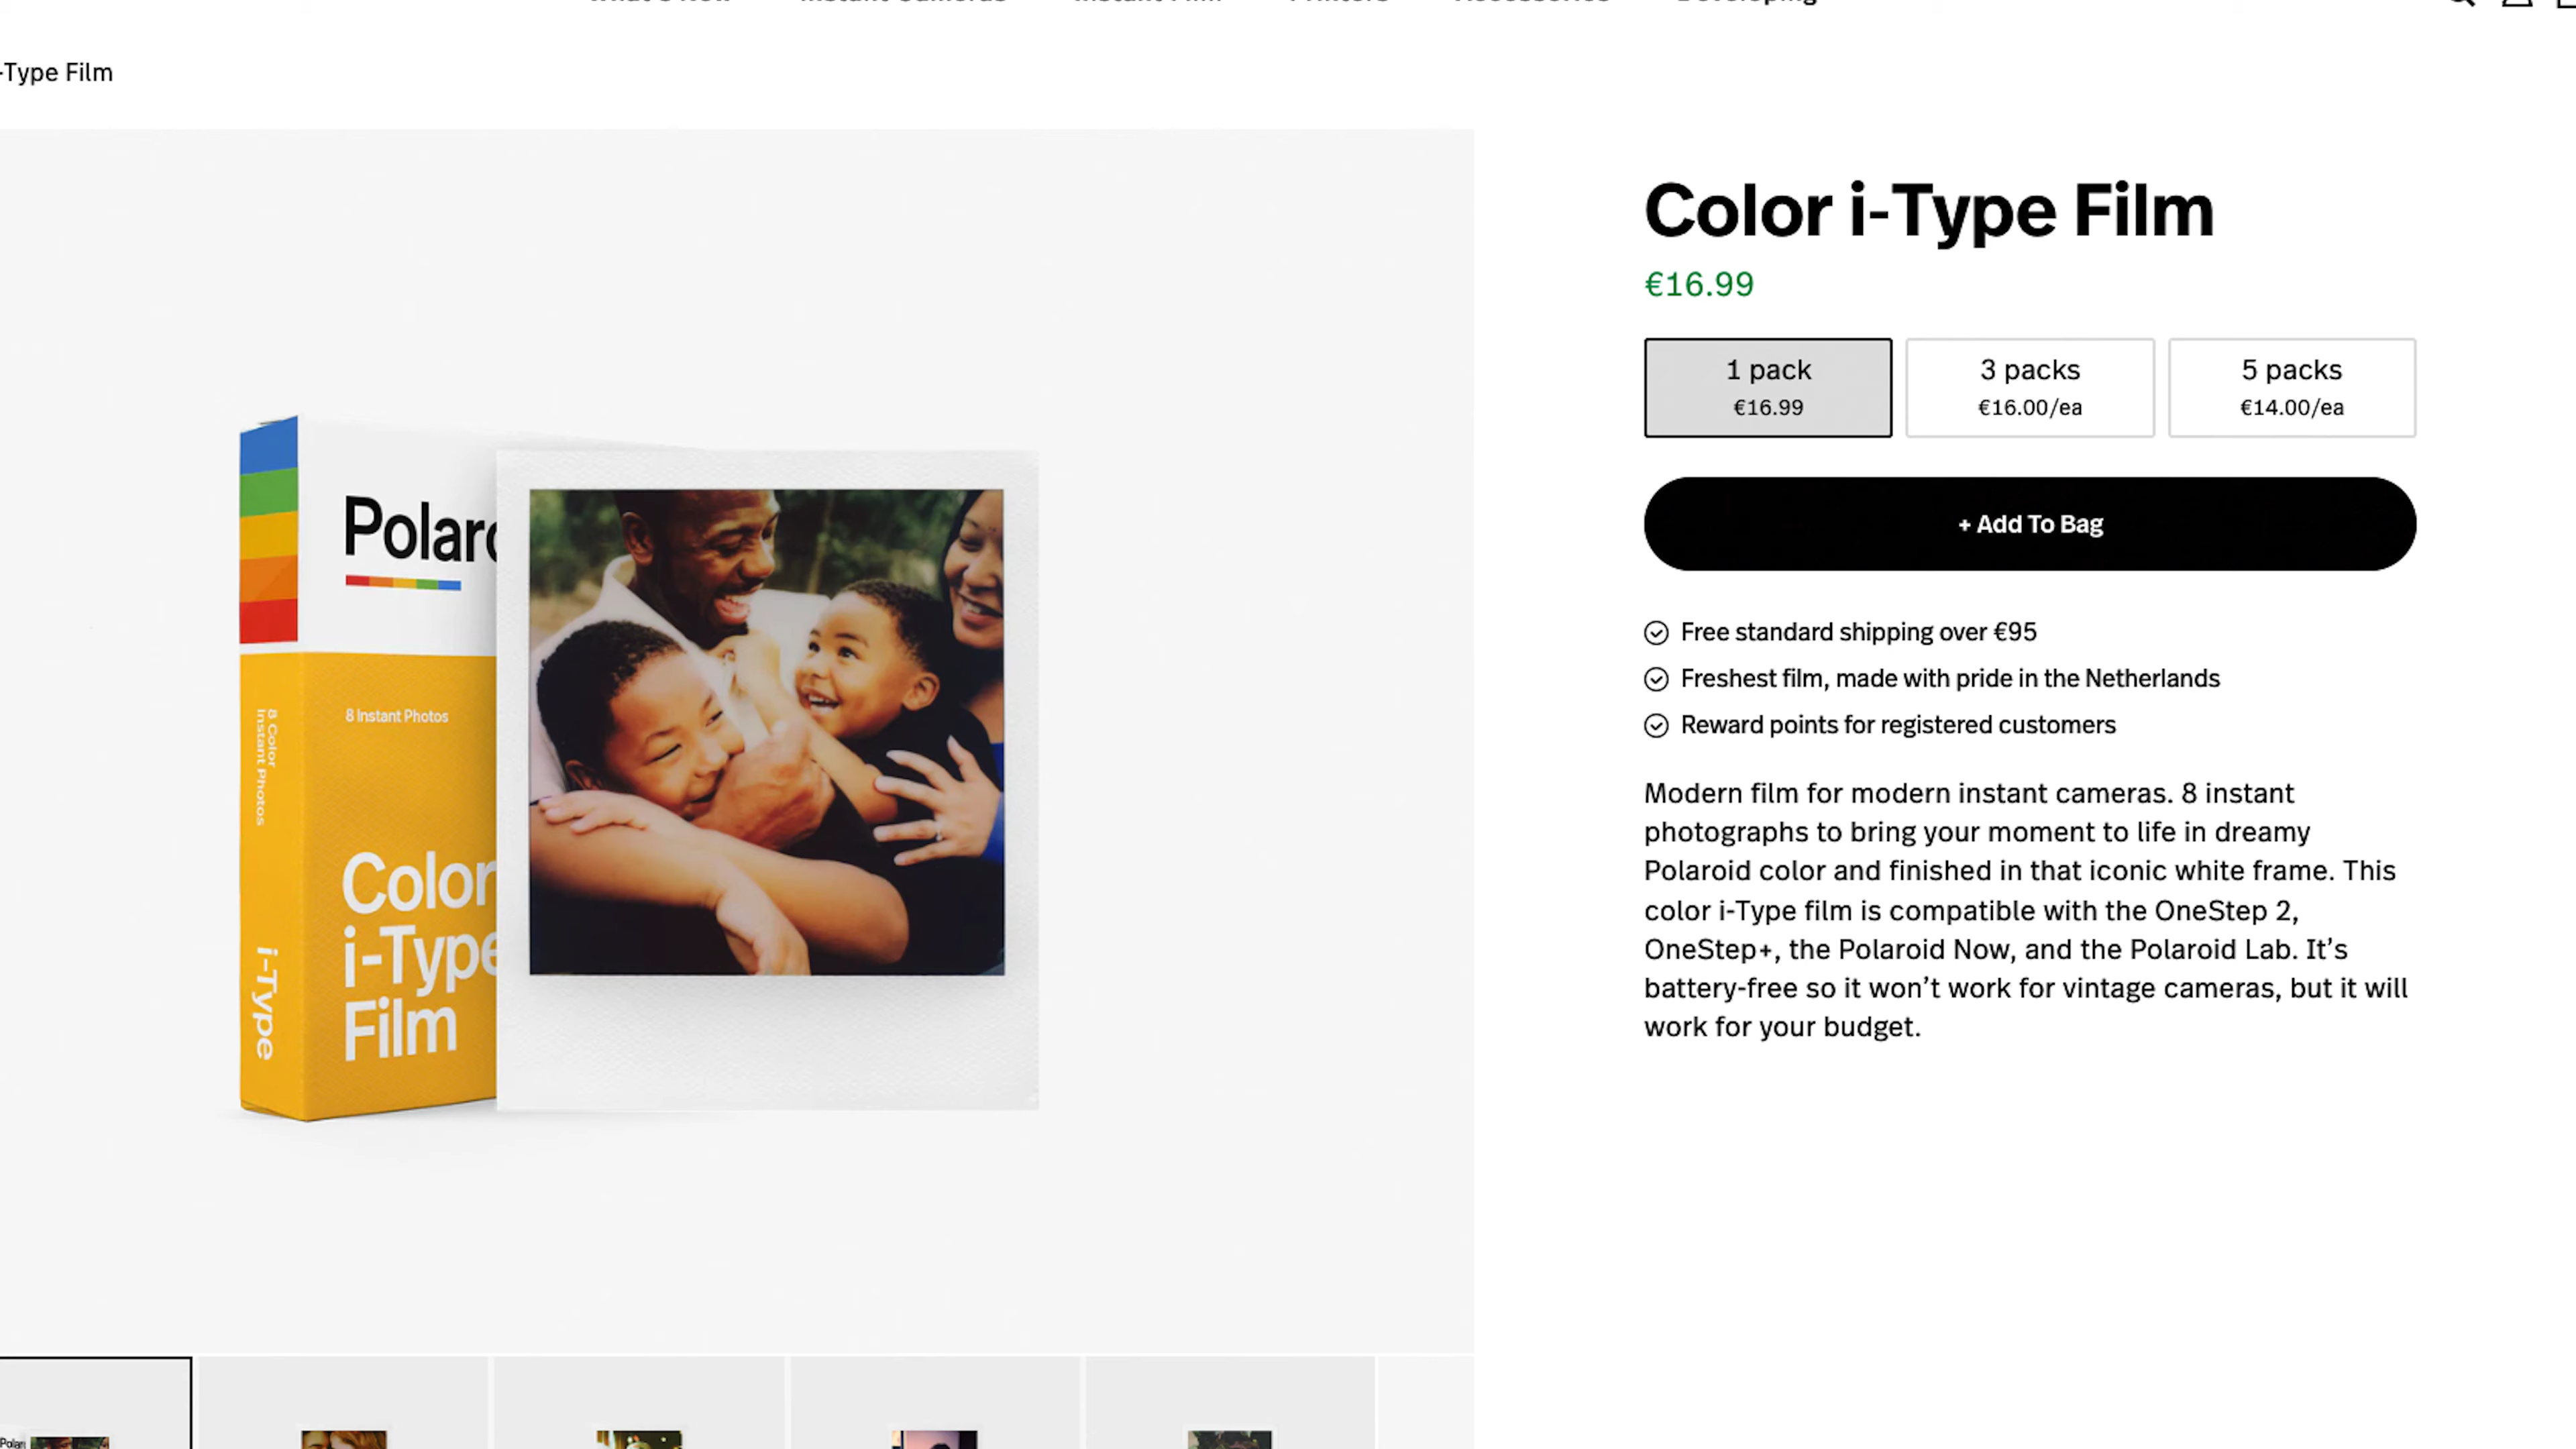 -Type Film
Color i-Type Film
€16.99
1 pack
€16.99
3 packs
€16.00/ea
5 packs
€14.00/ea
+ Add To Bag
Free standard shipping over €95
Freshest film, made with pride in the Netherlands
Reward points for registered customers
Modern film for modern instant cameras. 8 instant
photographs to bring your moment to life in dreamy
Polaroid color and finished in that iconic white frame. This
color i-Type film is compatible with the OneStep 2,
OneStep+, the Polaroid Now, and the Polaroid Lab. It’s
battery-free so it won’t work for vintage cameras, but it will
work for your budget.
Polaro
8 Instant Photos
Color
i-Type
Film
8 Color
Instant Photos
i-Type